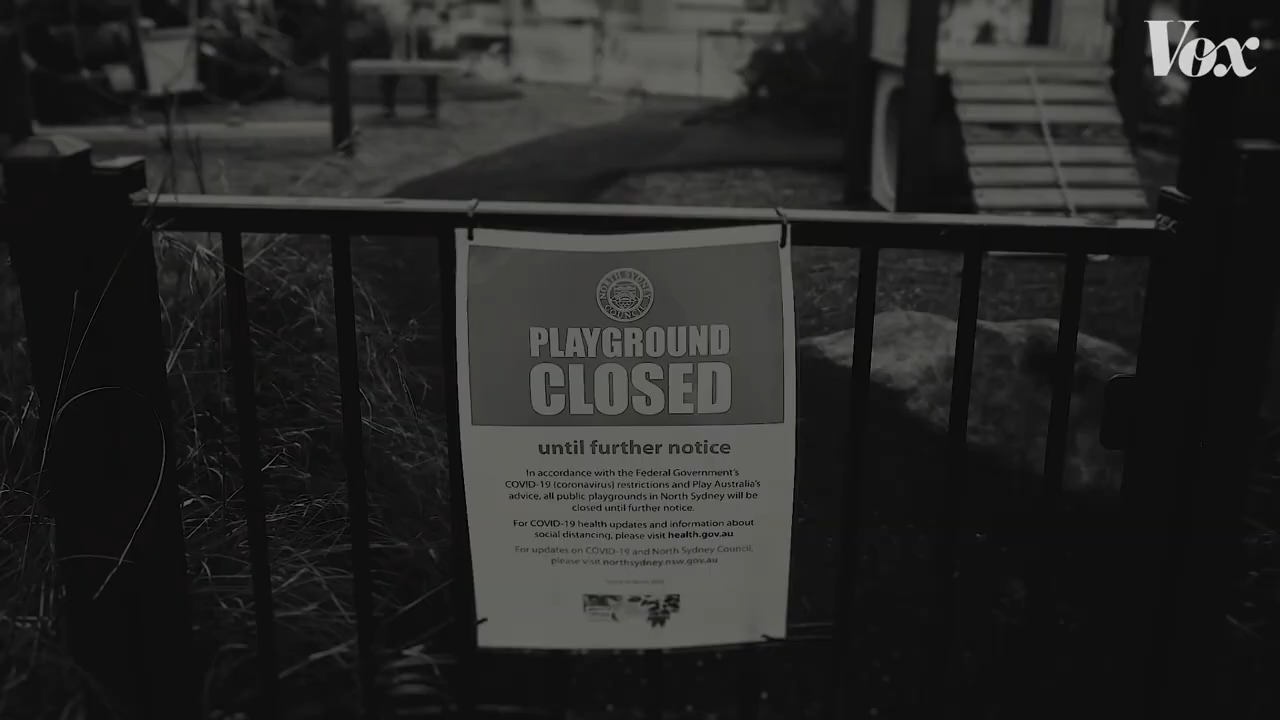 Vox
NORTH SYDNEY
COUNCIL
PLAYGROUND
CLOSED
until further notice
In accordance with the Federal Government's
COVID-19 (coronavirus) restrictions and Play Australia's
advice, all public playgrounds in North Sydney will be
closed until further notice.
For COVID-19 health updates and information about
social distancing, please visit health.gov.au
For updates on COVID-19 and North Sydney Council,
please visit northsydney.nsw.gov.au